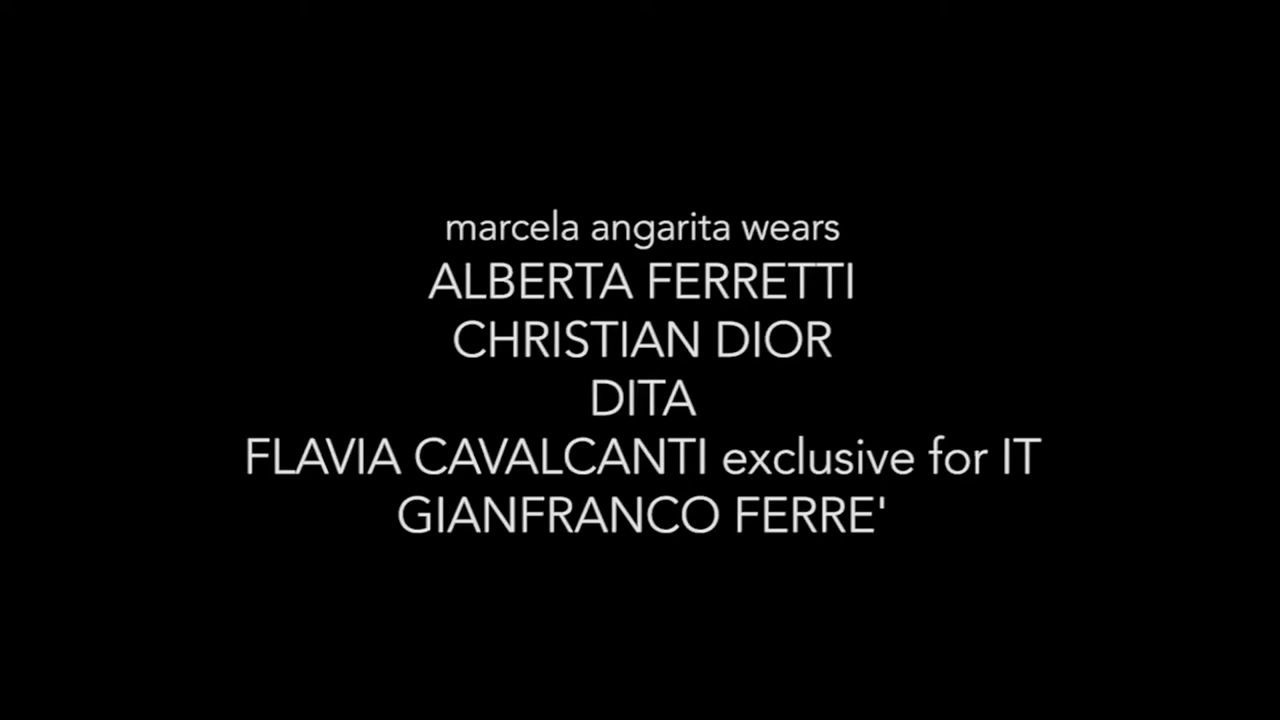 marcela angarita wears
ALBERTA FERRETTI
CHRISTIAN DIOR
DITA
FLAVIA CAVALCANTI exclusive for IT
GIANFRANCO FERRE'